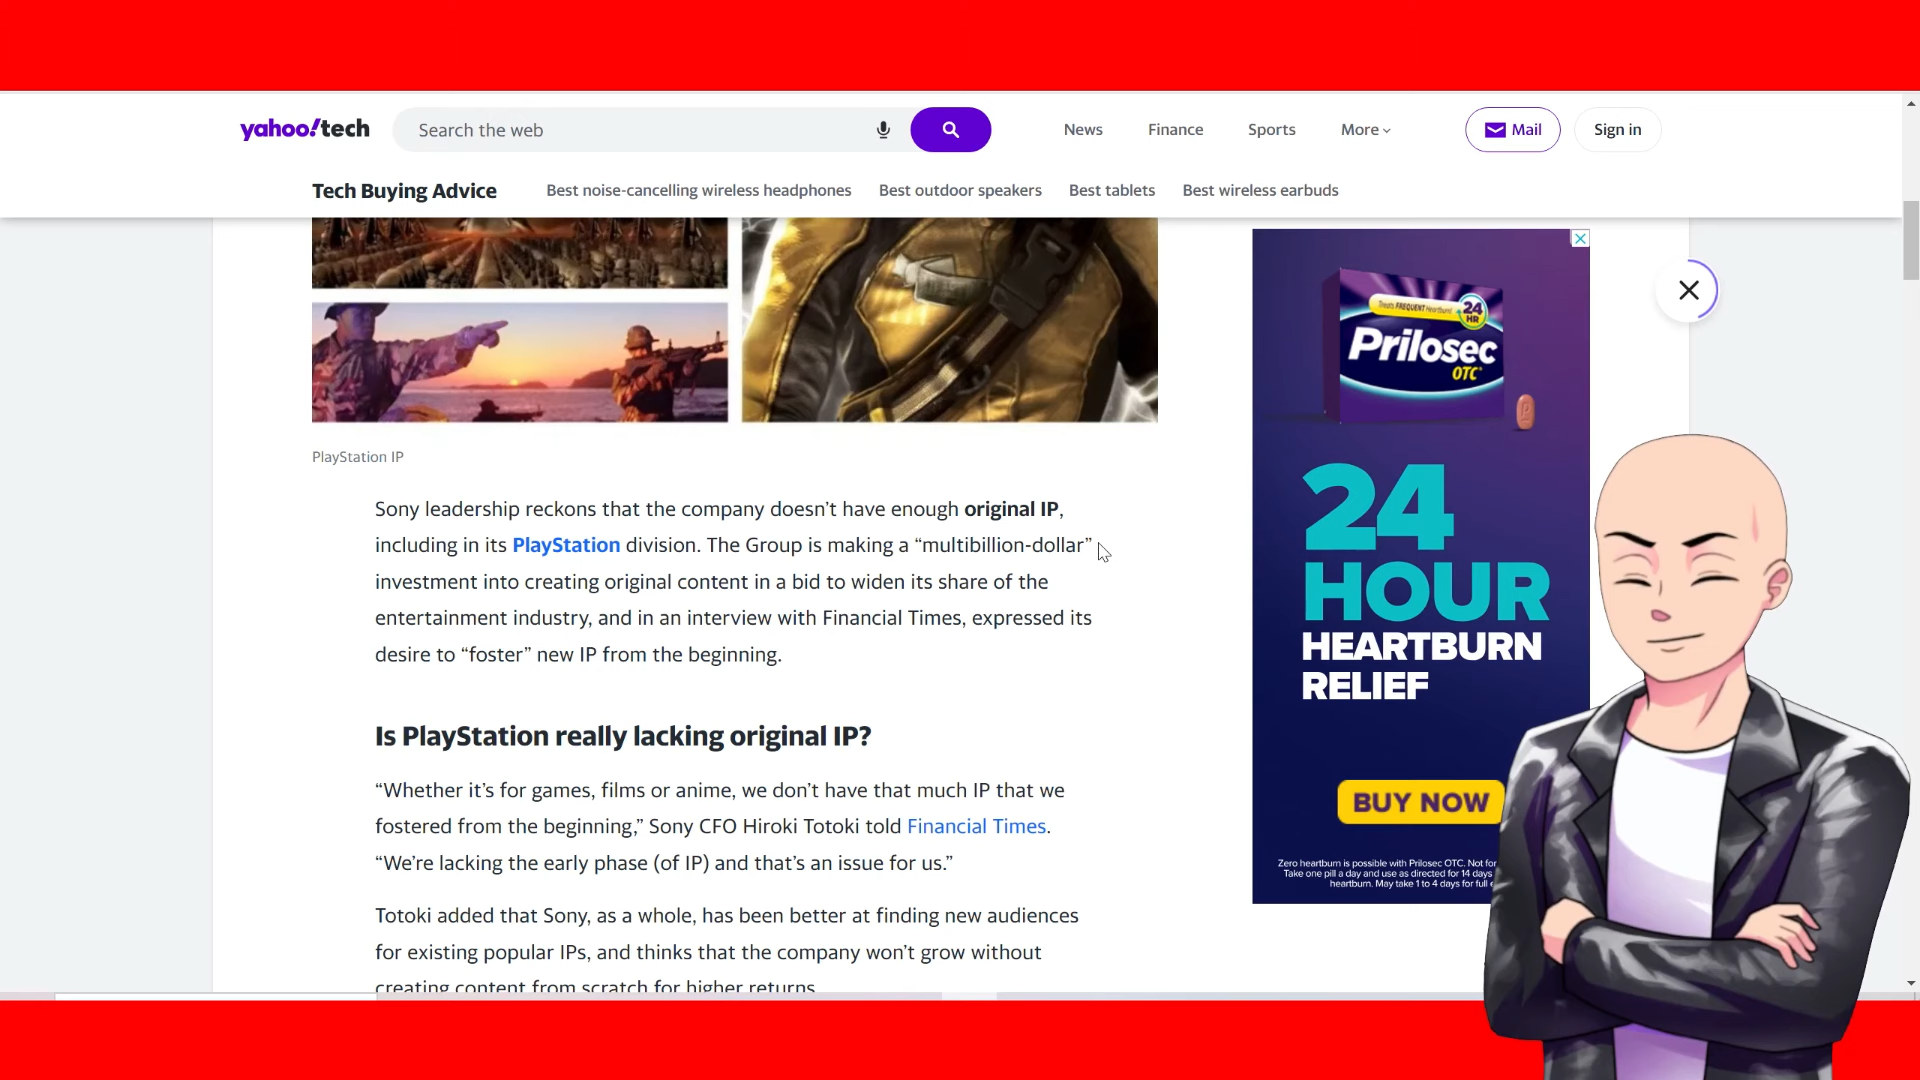 yahoo!tech
Search the web
News
Finance
Sports
More
Mail
Sign in
Tech Buying Advice
Best noise-cancelling wireless headphones
Best outdoor speakers
Best tablets
Best wireless earbuds
PlayStation IP
Sony leadership reckons that the company doesn’t have enough original IP,
including in its PlayStation division. The Group is making a “multibillion-dollar”
investment into creating original content in a bid to widen its share of the
entertainment industry, and in an interview with Financial Times, expressed its
desire to “foster” new IP from the beginning.
Is PlayStation really lacking original IP?
“Whether it’s for games, films or anime, we don’t have that much IP that we
fostered from the beginning,” Sony CFO Hiroki Totoki told Financial Times.
“We’re lacking the early phase (of IP) and that’s an issue for us.”
Totoki added that Sony, as a whole, has been better at finding new audiences
for existing popular IPs, and thinks that the company won’t grow without
creating content from scratch for higher returns.
Treats FREQUENT Heartburn!
24
HR
Prilosec
OTC
24
HOUR
HEARTBURN
RELIEF
BUY NOW
Zero heartburn is possible with Prilosec OTC. Not for
Take one pill a day and use as directed for 14 days
heartburn. May take 1 to 4 days for full